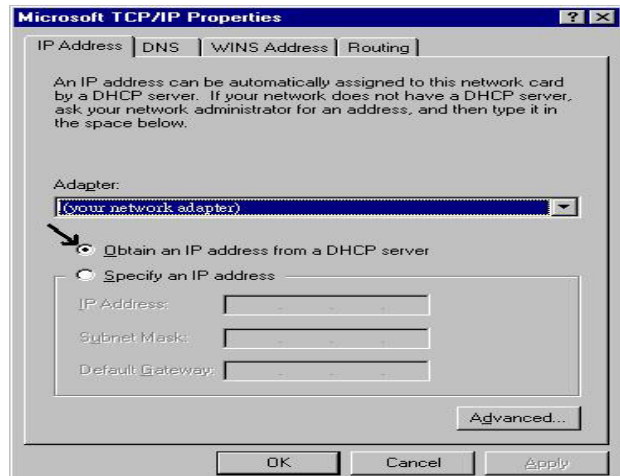 Microsoft TCP/IP Properties
IP Address DNS WINS Address Routing
An IP address can be automatically assigned to this network card
by a DHCP server. If your network does not have a DHCP server,
ask your network administrator for an address, and then type it in
the space below.
Adapter:
(your network adapter)
Obtain an IP address from a DHCP server
Specify an IP address
IP Address:
Subnet Mask:
Default Gateway:
Advanced...
OK Cancel Apply